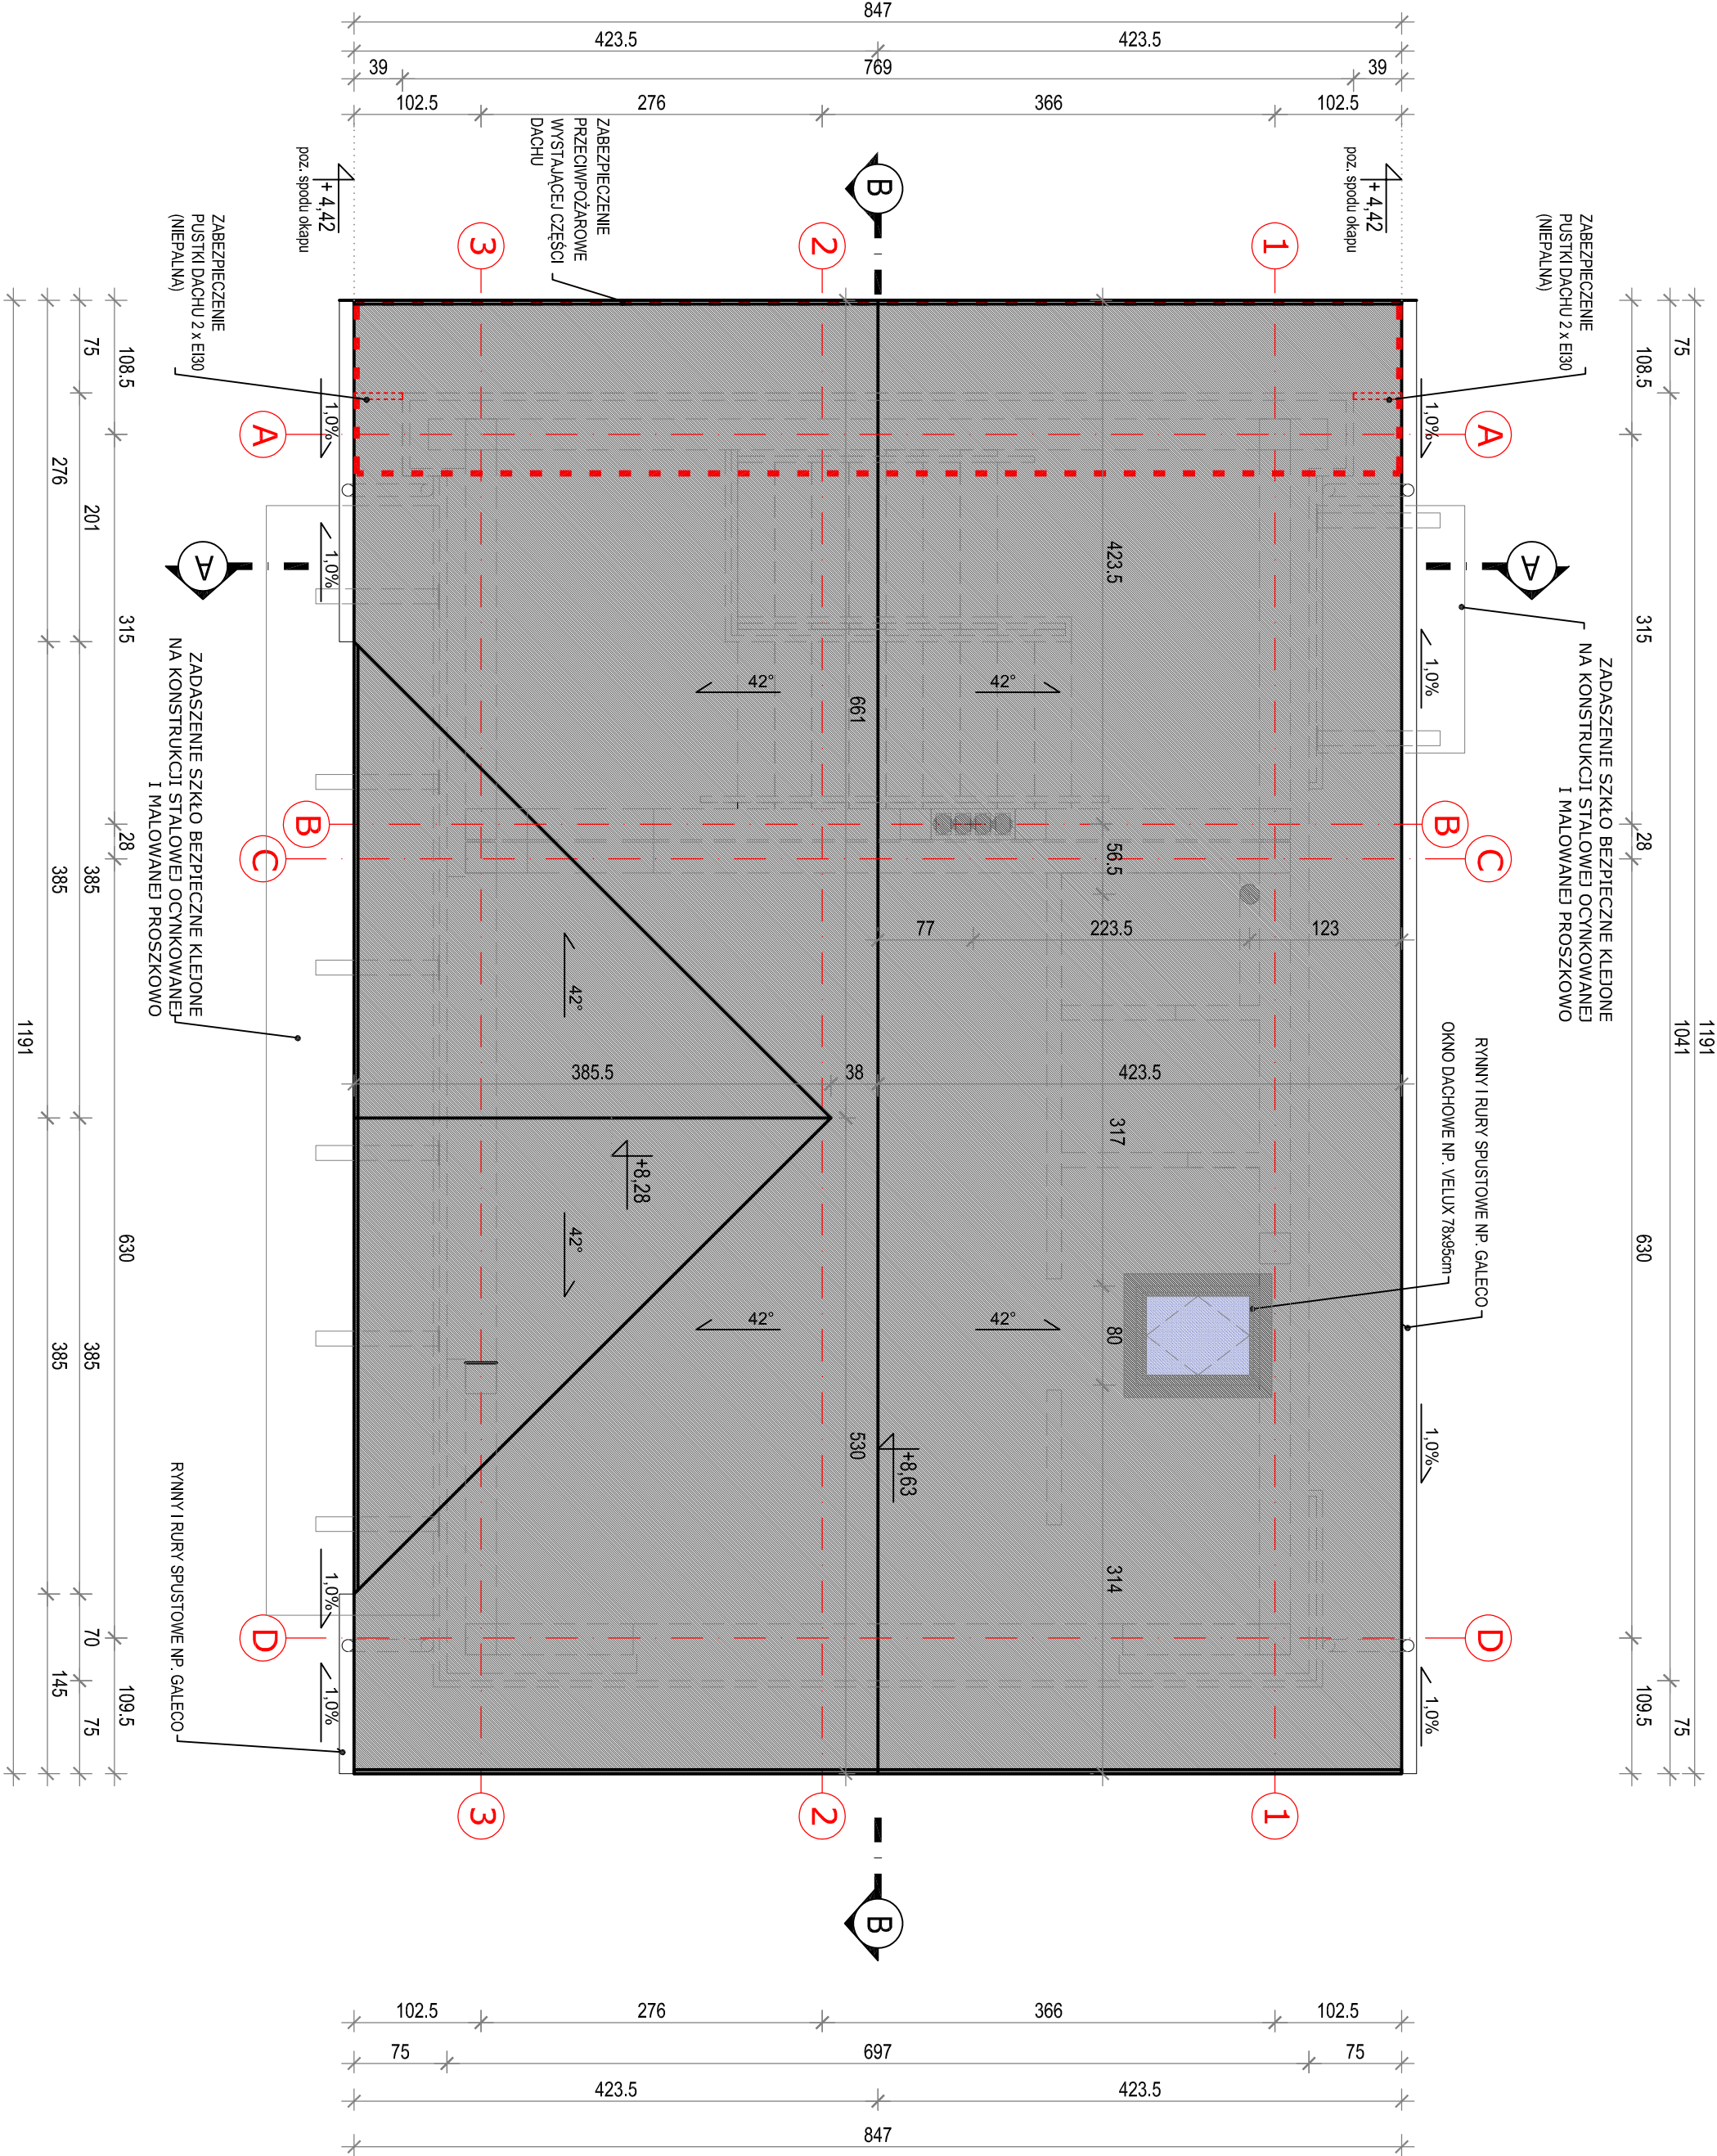 847
423.5
423.5
39
769
39
102.5
276
366
102.5
ZABEZPIECZENIE
PRZECIWPOŻAROWE
WYSTAJĄCEJ CZĘŚCI
DACHU
+ 4,42
poz. spodu okapu
+ 4,42
poz. spodu okapu
B
3
2
1
ZABEZPIECZENIE
PUSTKI DACHU 2 x EI30
(NIEPALNA)
ZABEZPIECZENIE
PUSTKI DACHU 2 x EI30
(NIEPALNA)
75
108.5
108.5
75
1,0%
1,0%
A
A
276
201
315
1,0%
A
A
423.5
315
1,0%
ZADASZENIE SZKŁO BEZPIECZNE KLEJONE
NA KONSTRUKCJI STALOWEJ OCYNKOWANEJ
I MALOWANEJ PROSZKOWO
ZADASZENIE SZKŁO BEZPIECZNE KLEJONE
NA KONSTRUKCJI STALOWEJ OCYNKOWANEJ
I MALOWANEJ PROSZKOWO
42°
42°
661
B
B
28
28
C
C
56.5
385
385
77
223.5
123
42°
1191
1191
1041
385.5
38
423.5
317
RYNNY I RURY SPUSTOWE NP. GALECO
OKNO DACHOWE NP. VELUX 78x95cm
+8,28
42°
630
630
42°
42°
80
385
385
530
+8,63
1,0%
314
RYNNY I RURY SPUSTOWE NP. GALECO
1,0%
D
D
70
145
109.5
75
1,0%
1,0%
109.5
75
3
2
1
B
102.5
276
366
102.5
75
697
75
423.5
423.5
847